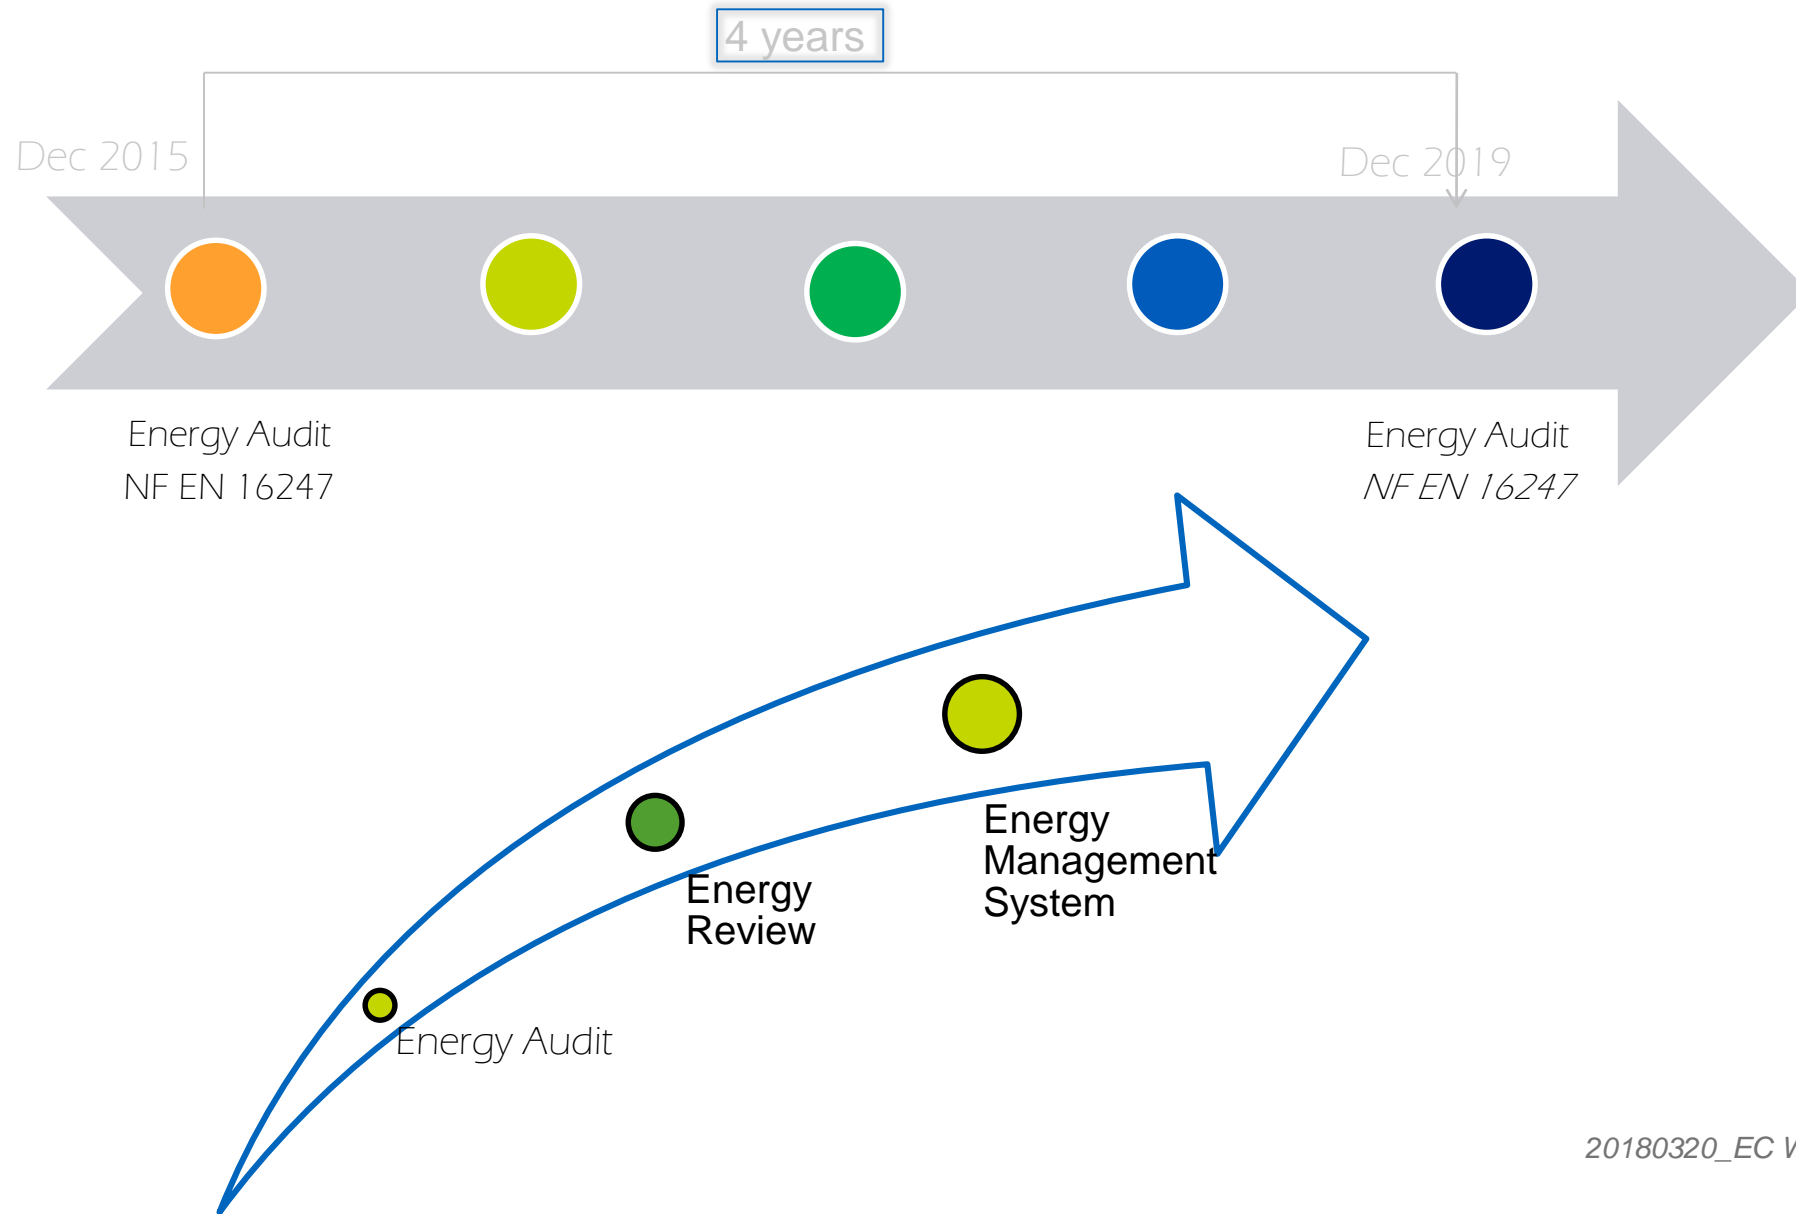 4 years
Dec 2015
Dec 2019
Energy Audit
NF EN 16247
Energy Audit
NF EN 16247
Energy
Management
System
Energy
Review
Energy Audit
20180320_EC